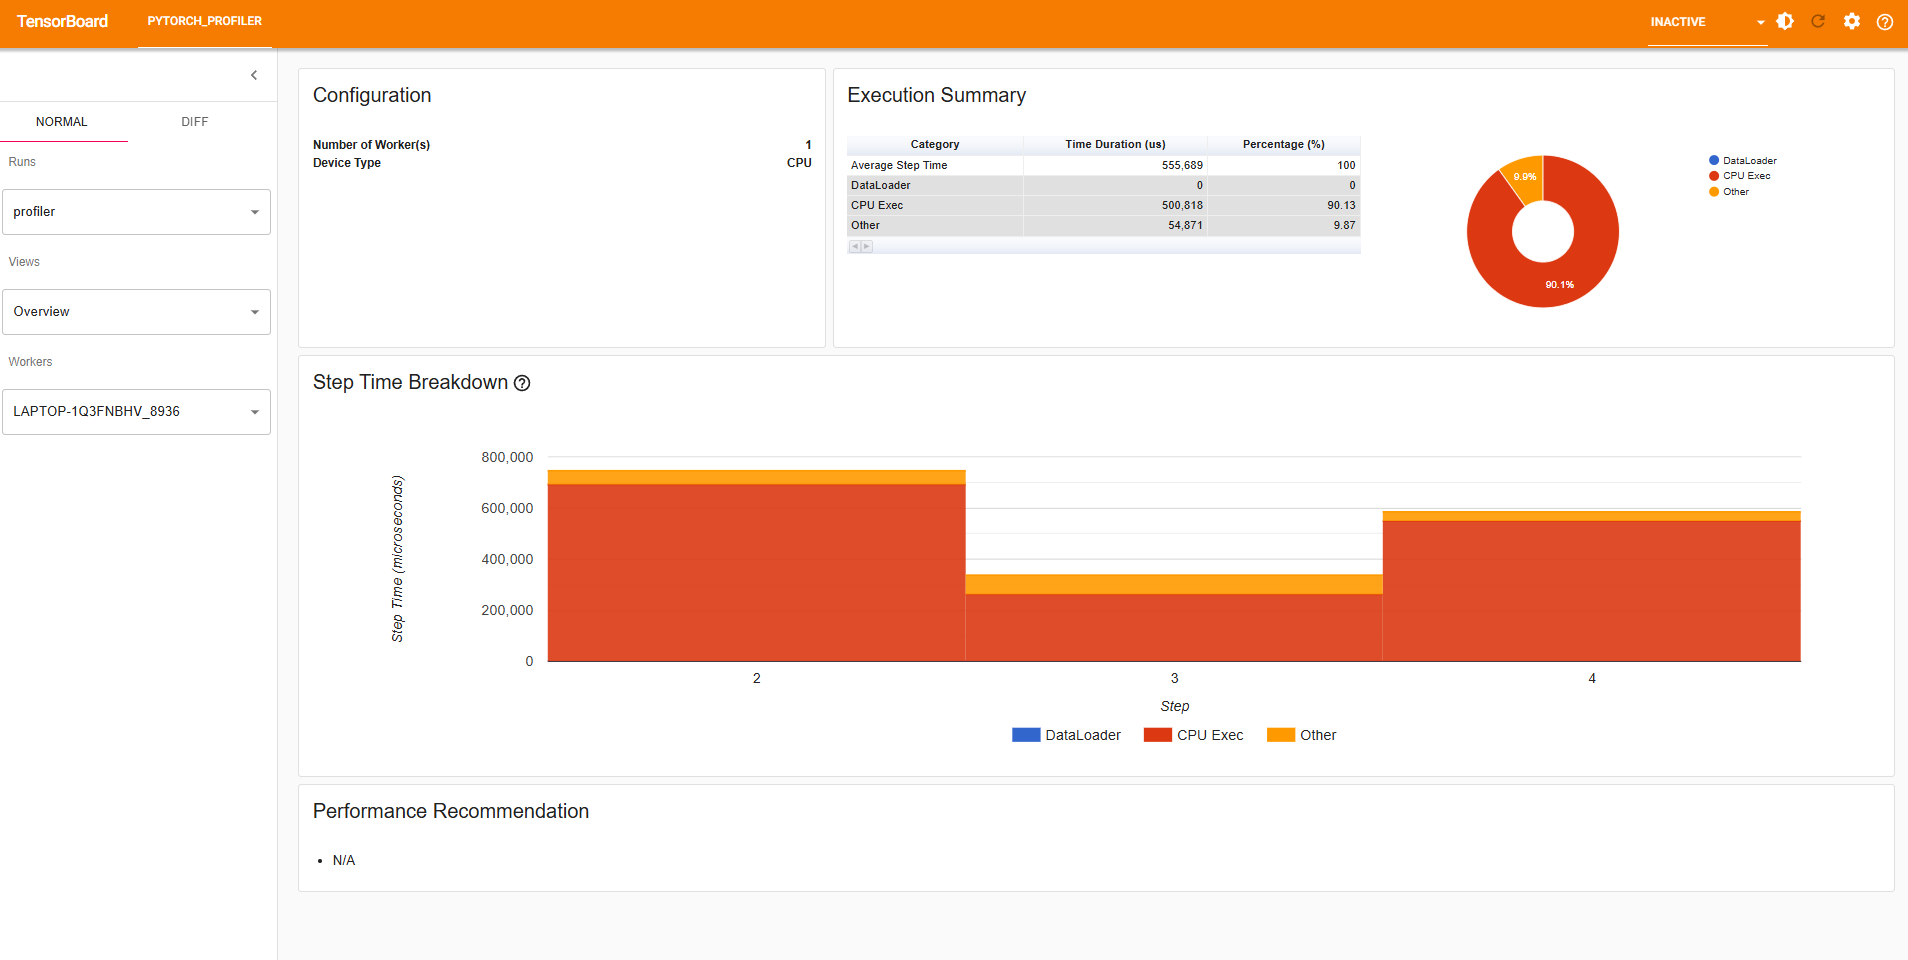 TensorBoard PYTORCH_PROFILER INACTIVE
NORMAL DIFF
Runs
profiler
Views
Overview
Workers
LAPTOP-1Q3FNBHV_8936
Configuration
Number of Worker(s) 1
Device Type CPU
Execution Summary
Category Time Duration (us) Percentage (%)
Average Step Time 555,689 100
DataLoader 0 0
CPU Exec 500,818 90.13
Other 54,871 9.87
9.9%
90.1%
DataLoader
CPU Exec
Other
Step Time Breakdown
Step Time (microseconds)
800,000
600,000
400,000
200,000
0
2 3 4
Step
DataLoader CPU Exec Other
Performance Recommendation
• N/A